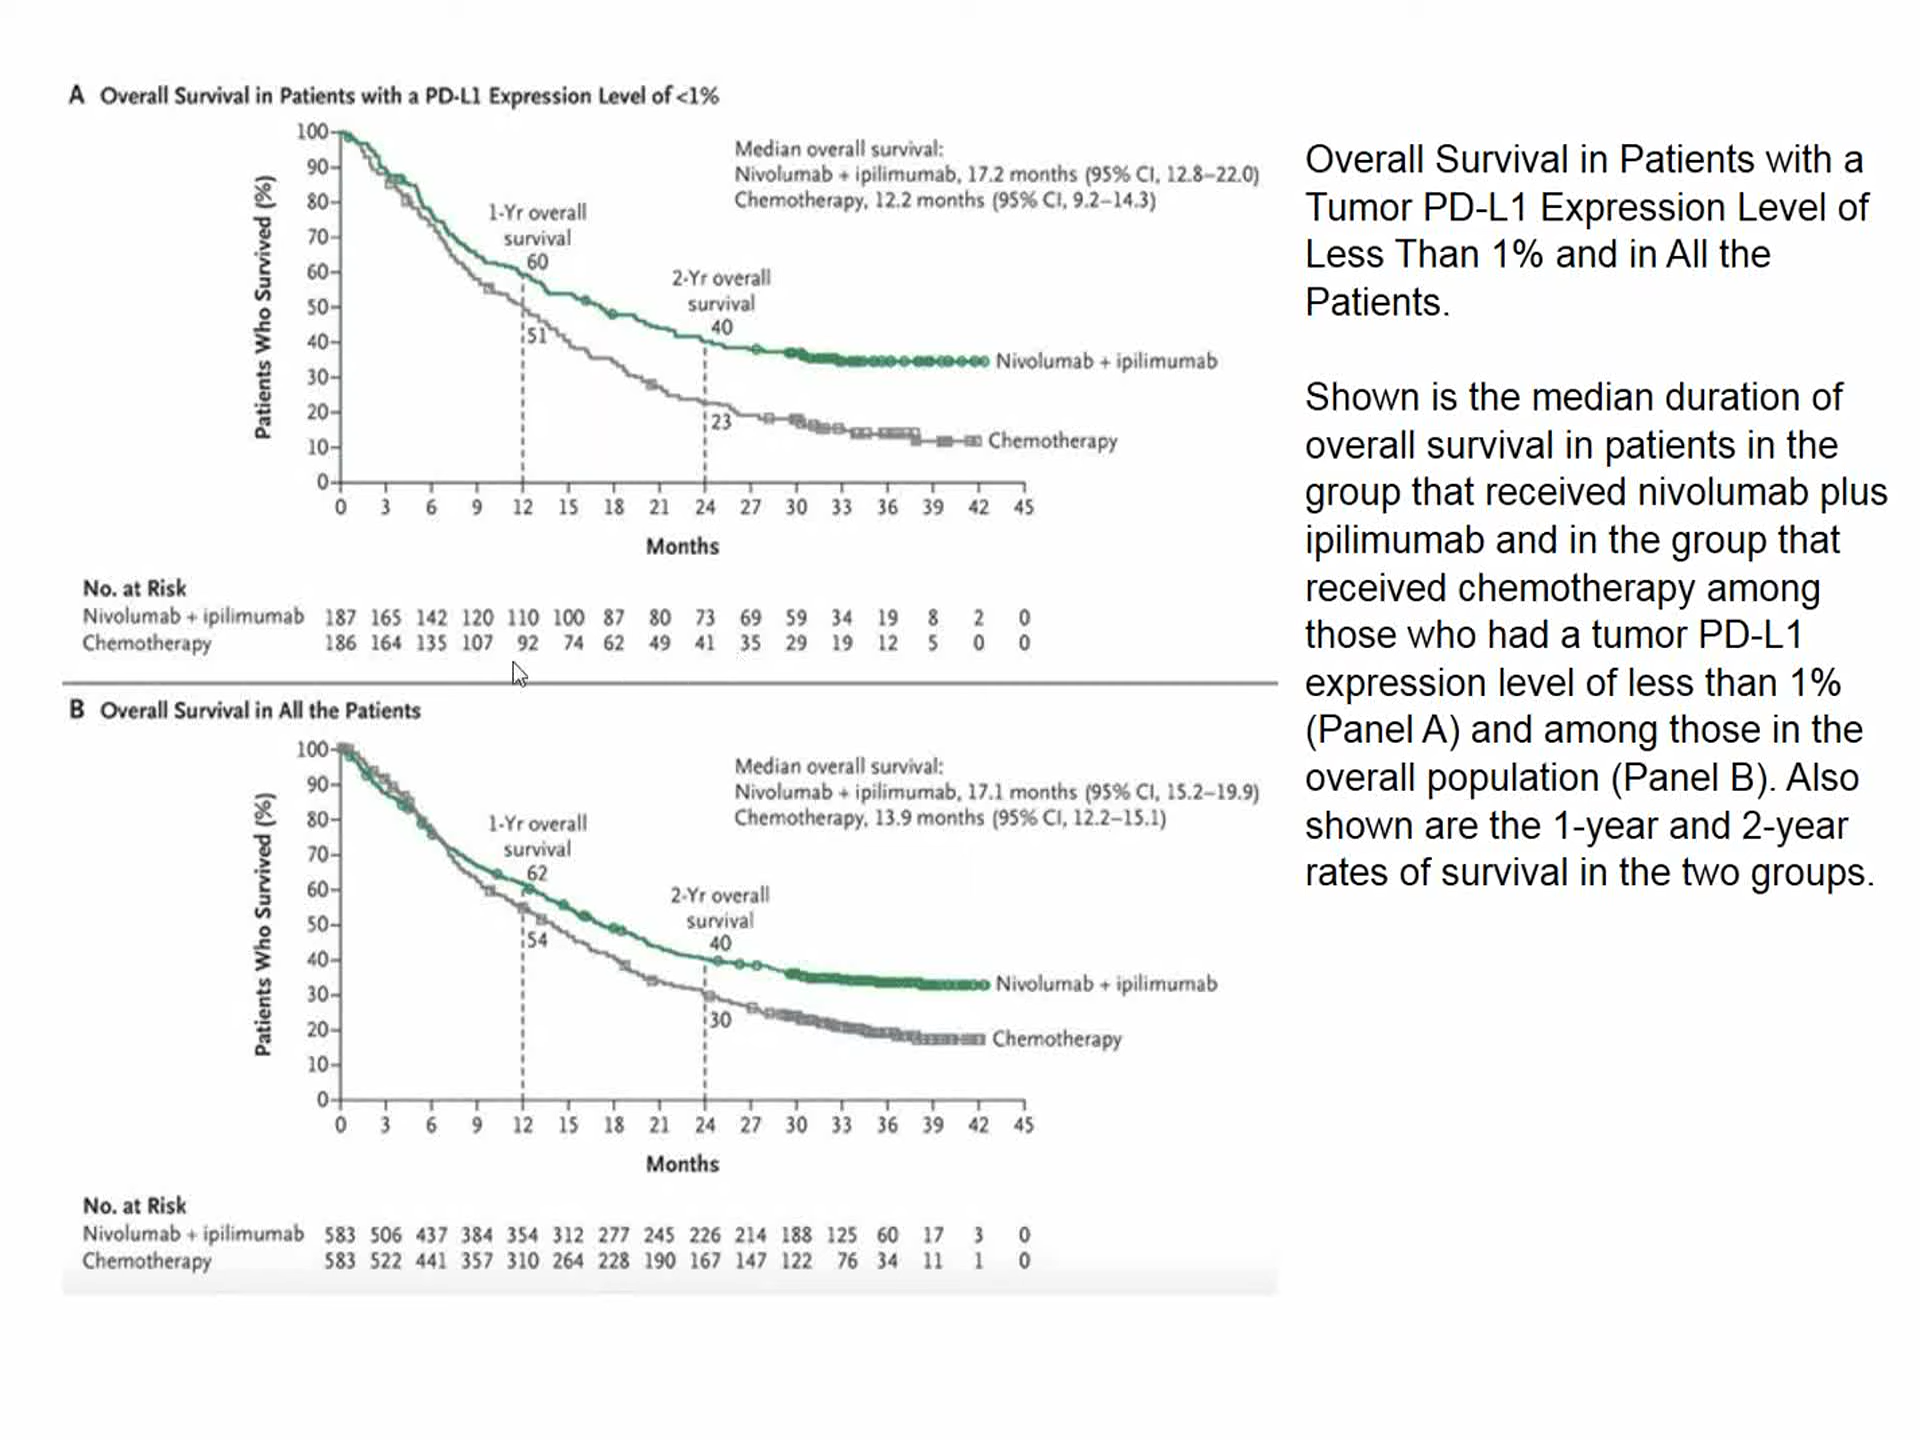 A Overall Survival in Patients with a PD-L1 Expression Level of <1%
100
90
80
70
60
50
40
30
20
10
0
Patients Who Survived (%)
Median overall survival:
Nivolumab + ipilimumab, 17.2 months (95% CI, 12.8–22.0)
Chemotherapy, 12.2 months (95% CI, 9.2–14.3)
1-Yr overall
survival
60
51
2-Yr overall
survival
40
23
Nivolumab + ipilimumab
Chemotherapy
0 3 6 9 12 15 18 21 24 27 30 33 36 39 42 45
Months
No. at Risk
Nivolumab + ipilimumab 187 165 142 120 110 100 87 80 73 69 59 34 19 8 2 0
Chemotherapy 186 164 135 107 92 74 62 49 41 35 29 19 12 5 0 0
B Overall Survival in All the Patients
100
90
80
70
60
50
40
30
20
10
0
Patients Who Survived (%)
Median overall survival:
Nivolumab + ipilimumab, 17.1 months (95% CI, 15.2–19.9)
Chemotherapy, 13.9 months (95% CI, 12.2–15.1)
1-Yr overall
survival
62
54
2-Yr overall
survival
40
30
Nivolumab + ipilimumab
Chemotherapy
0 3 6 9 12 15 18 21 24 27 30 33 36 39 42 45
Months
No. at Risk
Nivolumab + ipilimumab 583 506 437 384 354 312 277 245 226 214 188 125 60 17 3 0
Chemotherapy 583 522 441 357 310 264 228 190 167 147 122 76 34 11 1 0
Overall Survival in Patients with a
Tumor PD-L1 Expression Level of
Less Than 1% and in All the
Patients.
Shown is the median duration of
overall survival in patients in the
group that received nivolumab plus
ipilimumab and in the group that
received chemotherapy among
those who had a tumor PD-L1
expression level of less than 1%
(Panel A) and among those in the
overall population (Panel B). Also
shown are the 1-year and 2-year
rates of survival in the two groups.